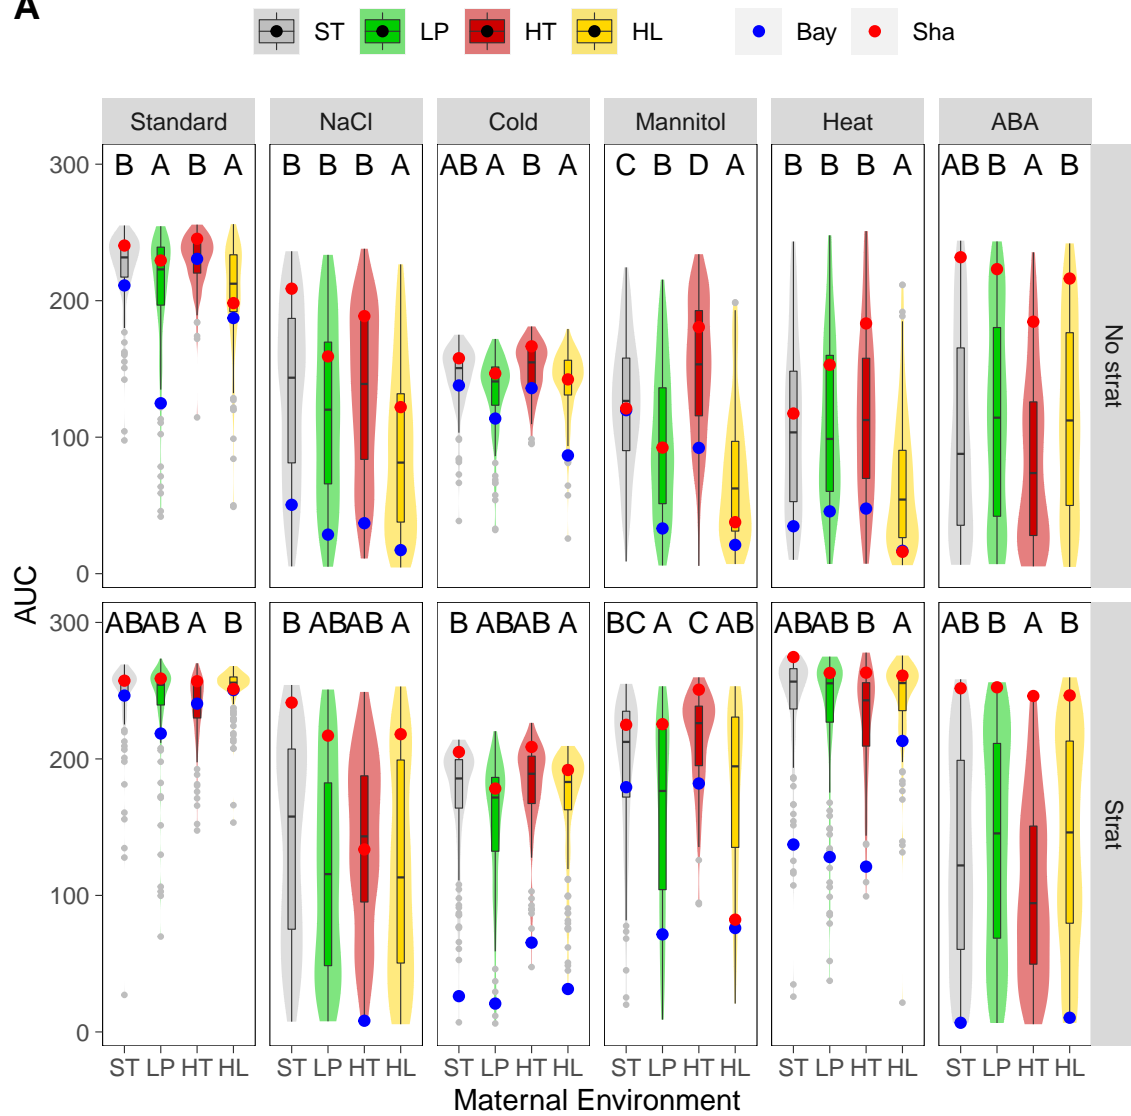 A
ST LP HT HL Bay Sha
Standard NaCl Cold Mannitol Heat ABA
300 B A B A B B B A AB A B A C B D A B B B A AB B A B
200
100
0
No strat
AUC
300 AB AB A B B AB AB A B AB AB A BC A C AB AB AB B A AB B A B
200
100
0
Strat
ST LP HT HL ST LP HT HL ST LP HT HL ST LP HT HL ST LP HT HL ST LP HT HL
Maternal Environment